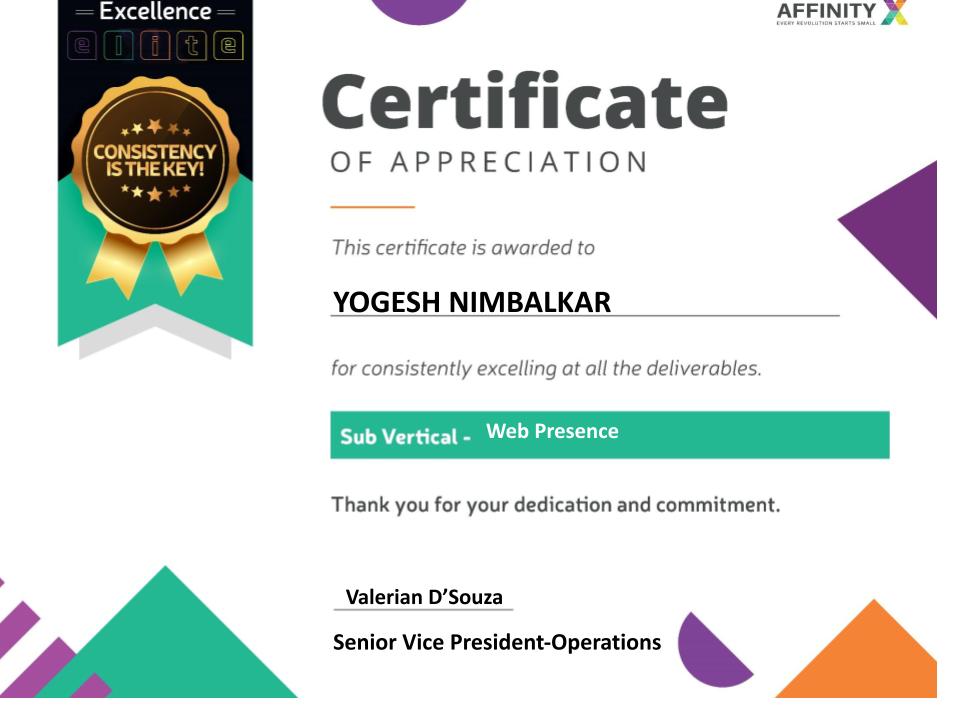 Excellence
elite
CONSISTENCY
IS THE KEY!
AFFINITY X
EVERY REVOLUTION STARTS SMALL
Certificate
OF APPRECIATION
This certificate is awarded to
YOGESH NIMBALKAR
for consistently excelling at all the deliverables.
Sub Vertical - Web Presence
Thank you for your dedication and commitment.
Valerian D’Souza
Senior Vice President-Operations